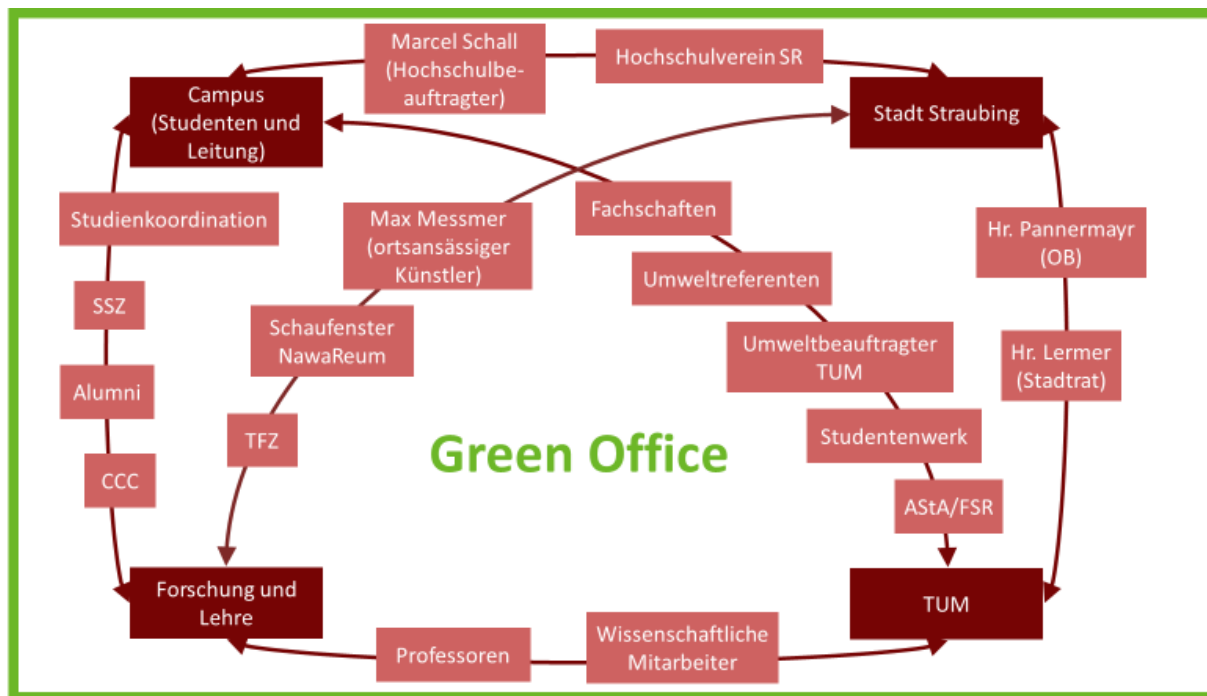 Marcel Schall
(Hochschulbe-
auftragter)
Hochschulverein SR
Campus
(Studenten und
Leitung)
Stadt Straubing
Studienkoordination
Max Messmer
(ortsansässiger
Künstler)
Fachschaften
Hr. Pannermayr
(OB)
Umweltreferenten
SSZ
Schaufenster
NawaReum
Umweltbeauftragter
TUM
Hr. Lermer
(Stadtrat)
Alumni
TFZ
Green Office
Studentenwerk
CCC
AStA/FSR
Forschung und
Lehre
TUM
Professoren
Wissenschaftliche
Mitarbeiter